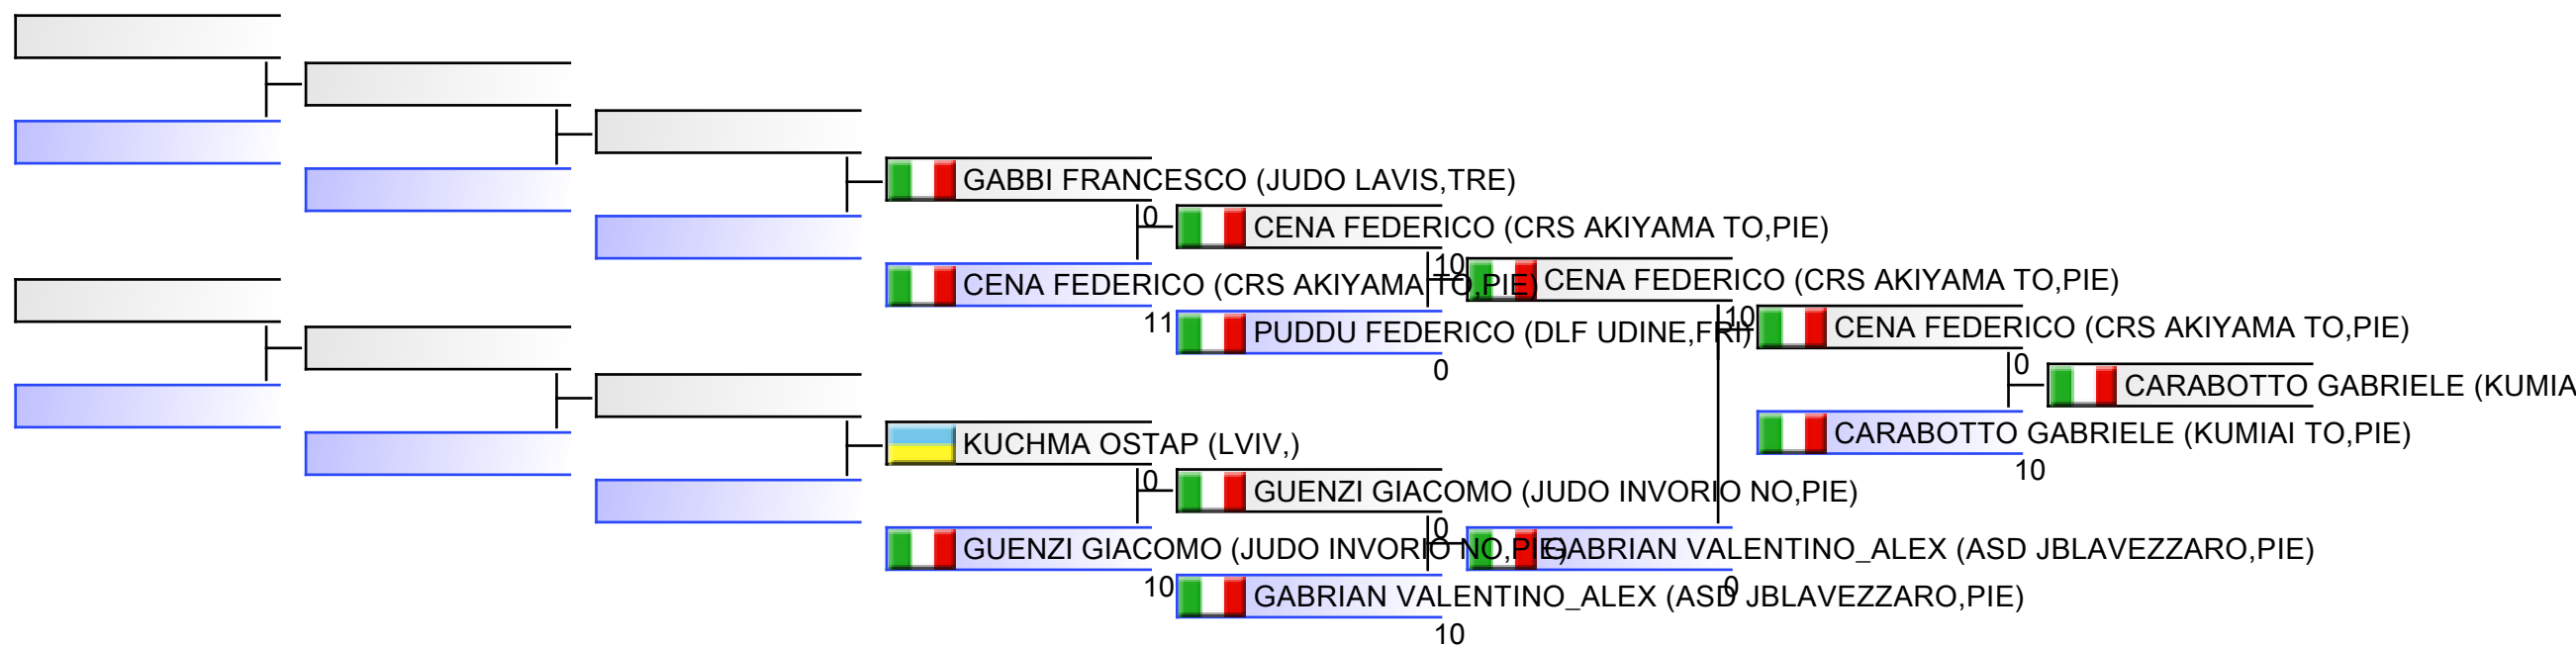 GABBI FRANCESCO (JUDO LAVIS,TRE)
0
CENA FEDERICO (CRS AKIYAMA TO,PIE)
CENA FEDERICO (CRS AKIYAMA TO,PIE)
11
10
CENA FEDERICO (CRS AKIYAMA TO,PIE)
PUDDU FEDERICO (DLF UDINE,FRI)
0
10
CENA FEDERICO (CRS AKIYAMA TO,PIE)
0
CARABOTTO GABRIELE (KUMIA
CARABOTTO GABRIELE (KUMIAI TO,PIE)
10
KUCHMA OSTAP (LVIV,)
0
GUENZI GIACOMO (JUDO INVORIO NO,PIE)
GUENZI GIACOMO (JUDO INVORIO NO,PIE)
10
0
GABRIAN VALENTINO_ALEX (ASD JBLAVEZZARO,PIE)
0
GABRIAN VALENTINO_ALEX (ASD JBLAVEZZARO,PIE)
10